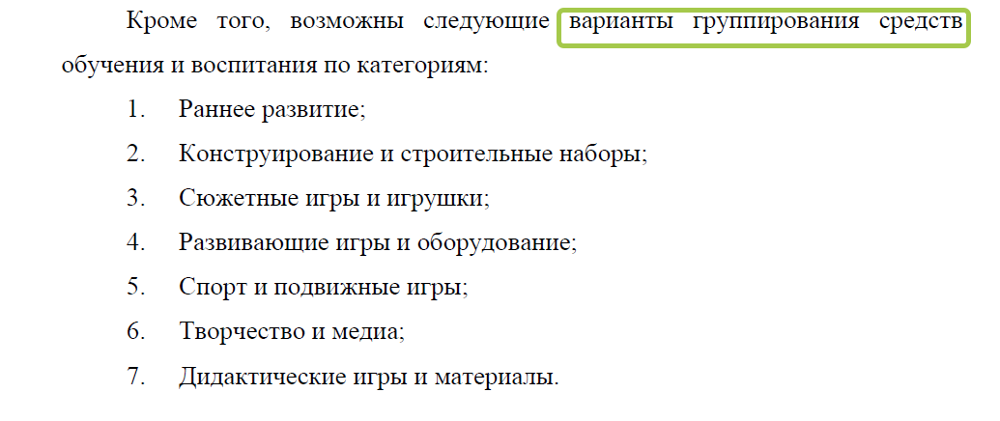 Кроме того, возможны следующие варианты группирования средств
обучения и воспитания по категориям:
1. Раннее развитие;
2. Конструирование и строительные наборы;
3. Сюжетные игры и игрушки;
4. Развивающие игры и оборудование;
5. Спорт и подвижные игры;
6. Творчество и медиа;
7. Дидактические игры и материалы.